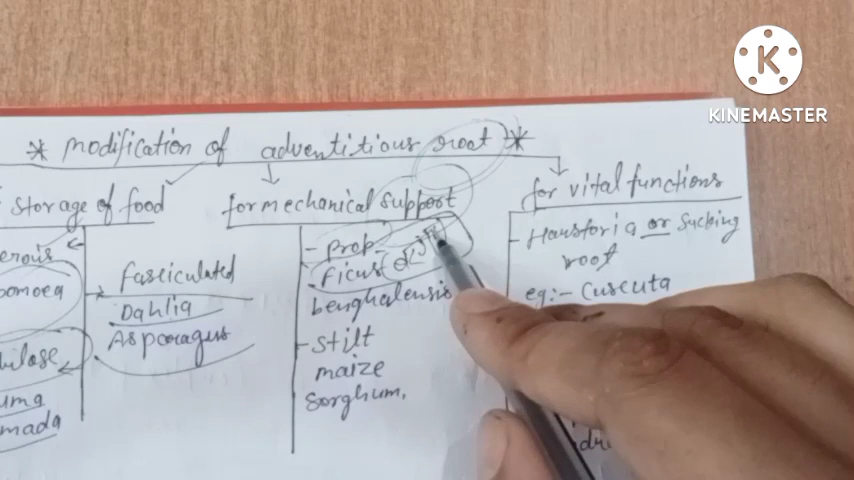 KINEMASTER
* modification of adventitious root *
storage of food
for mechanical support
for vital functions
fasciculated
Dahlia
Asparagus
- prop
ficus
benghalensis
- stilt
maize
sorghum,
- Haustoria or sucking
root
eg:- Cuscuta